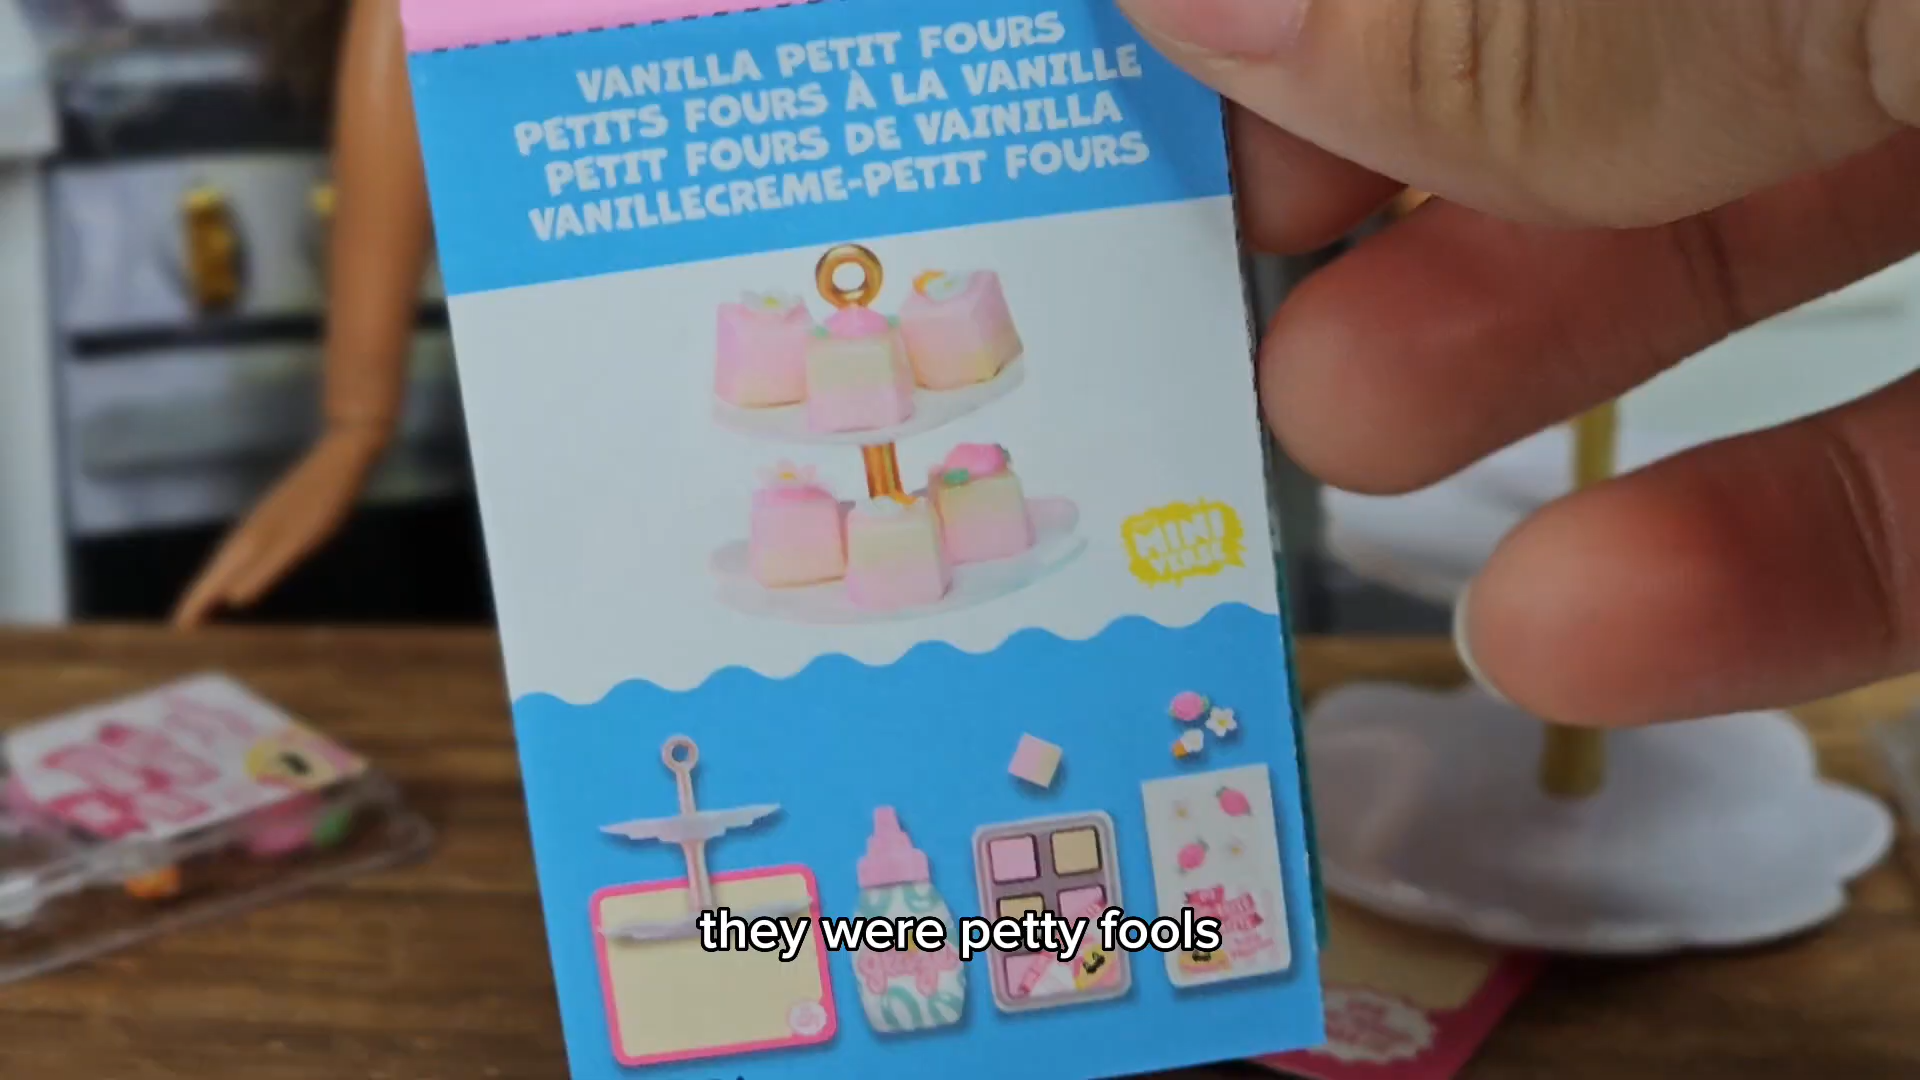 VANILLA PETIT FOURS
PETITS FOURS À LA VANILLE
PETIT FOURS DE VAINILLA
VANILLECREME-PETIT FOURS
MINI
VERSE
they were petty fools